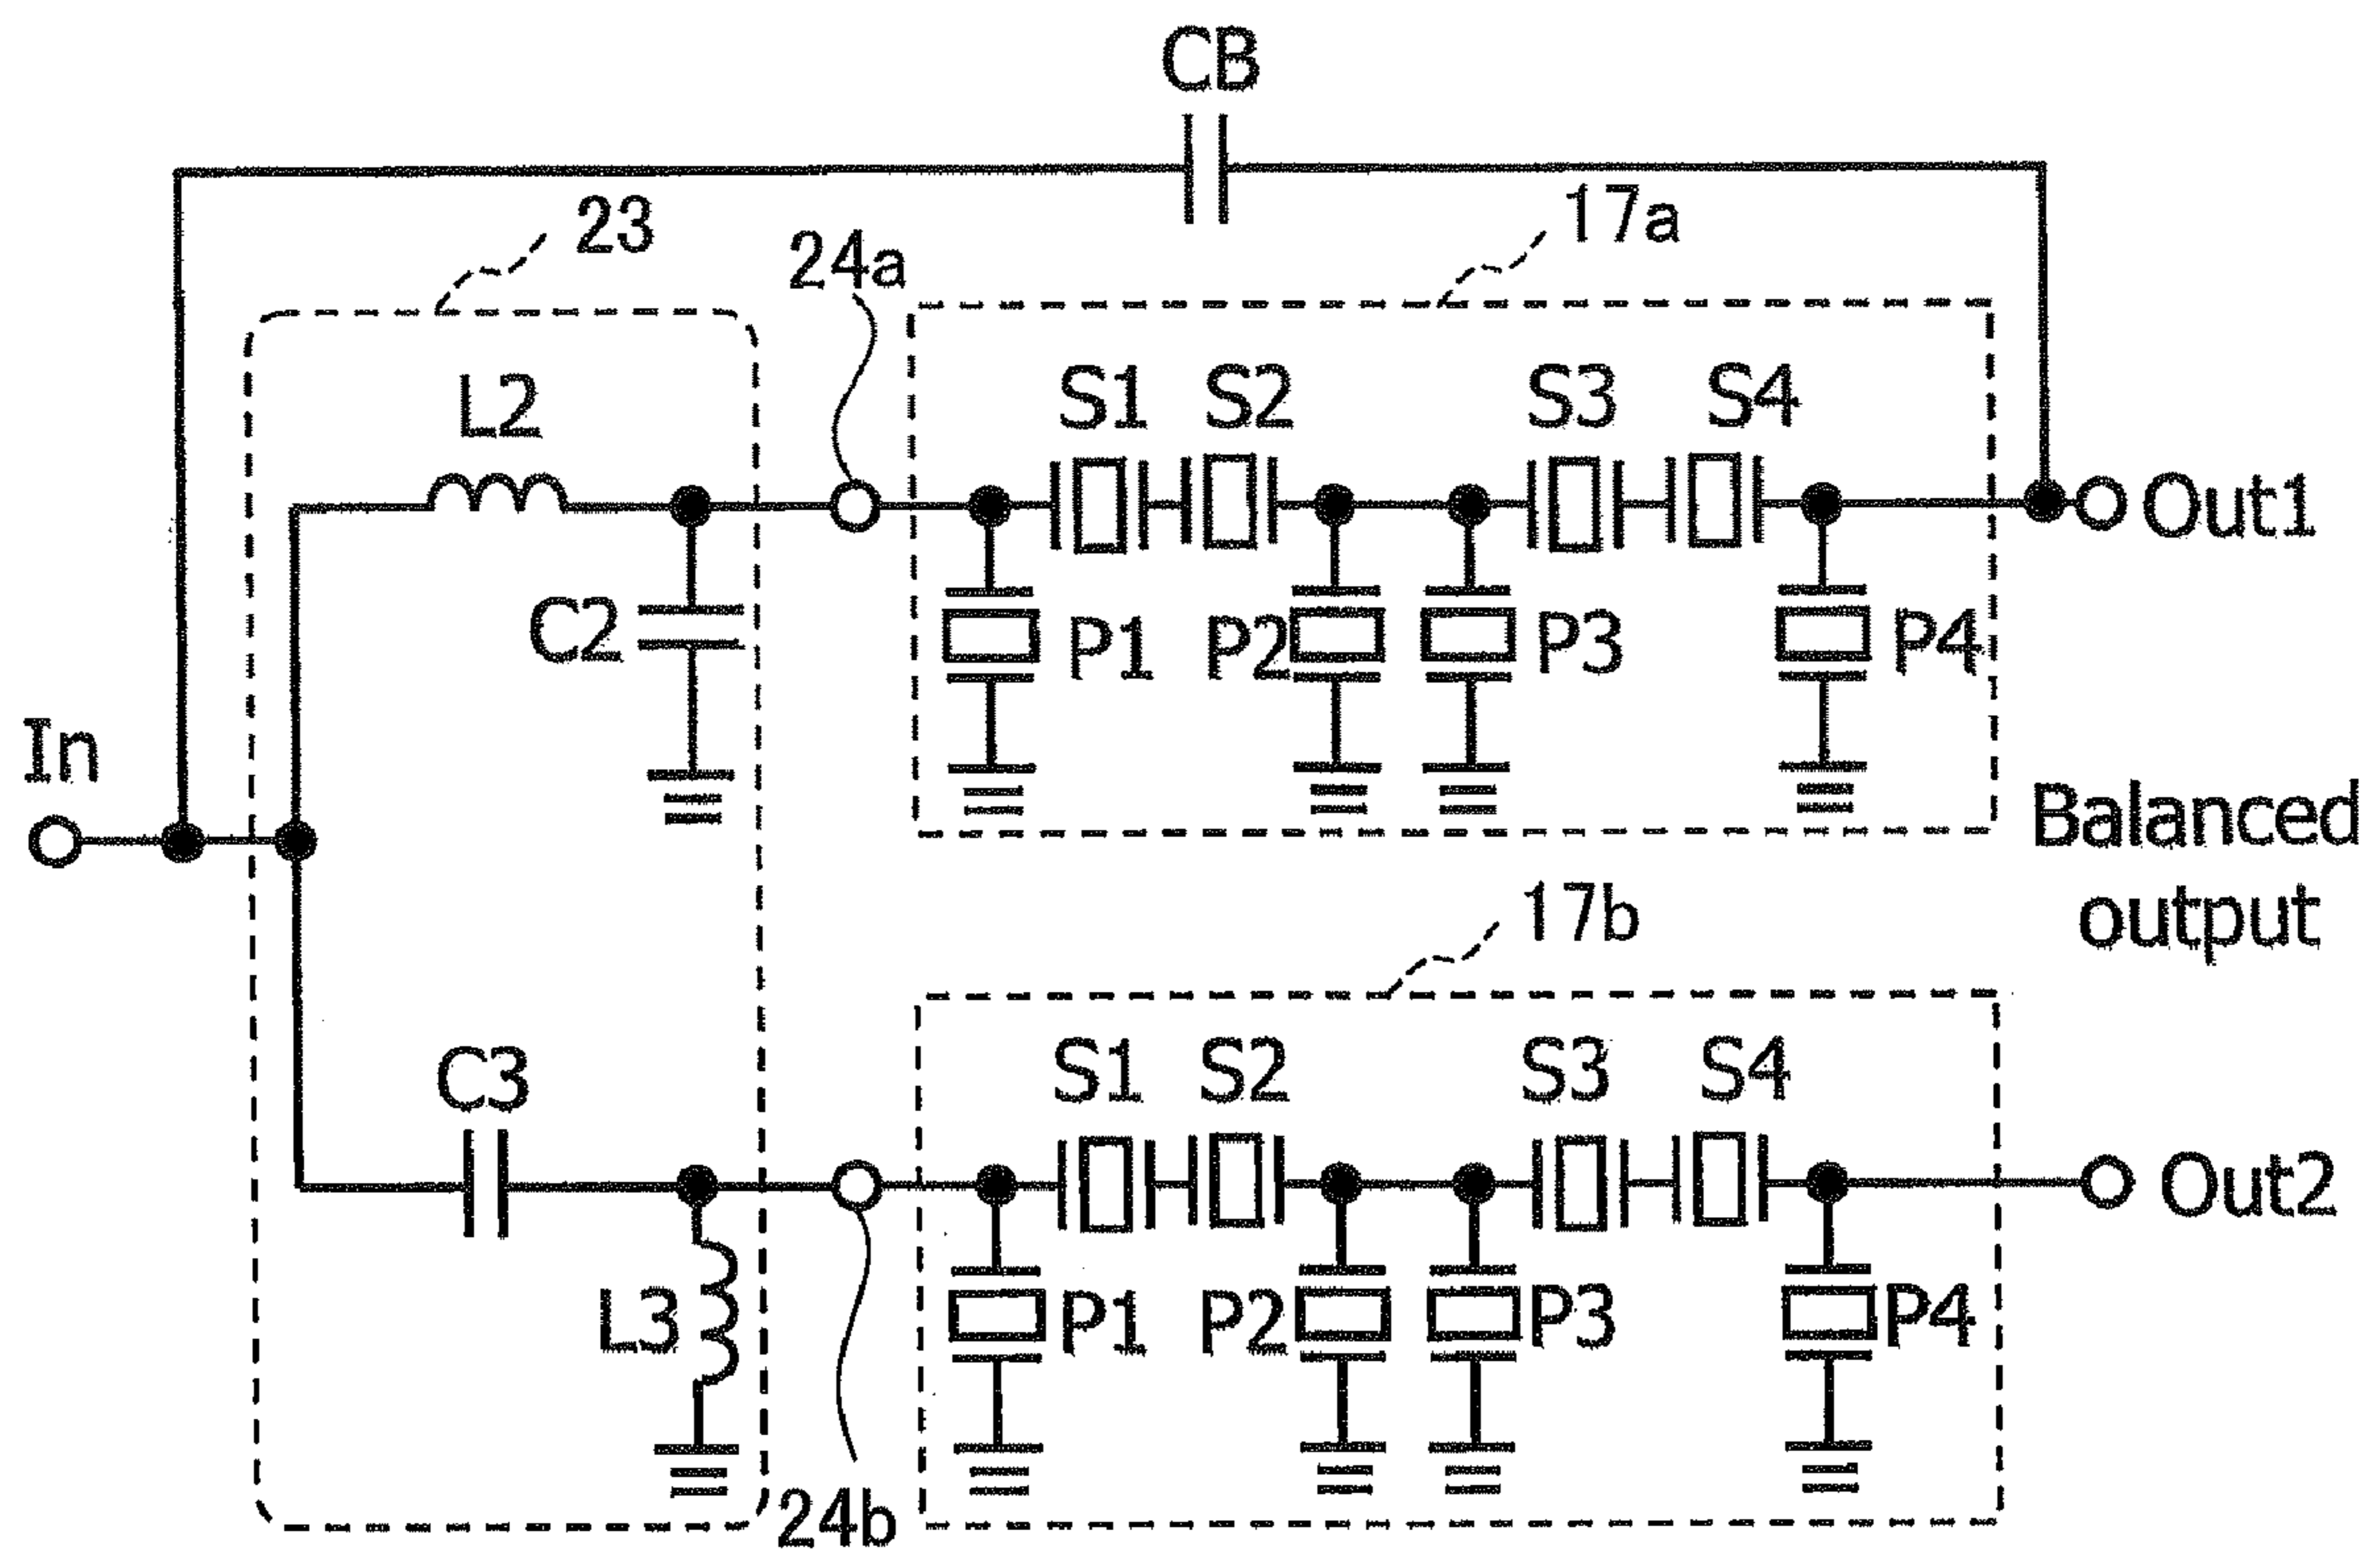 CB
23
17a
24a
L2
S1 S2 S3 S4
Out1
C2
P1 P2 P3 P4
In
Balanced
output
17b
C3
S1 S2 S3 S4
Out2
L3
P1 P2 P3 P4
24b